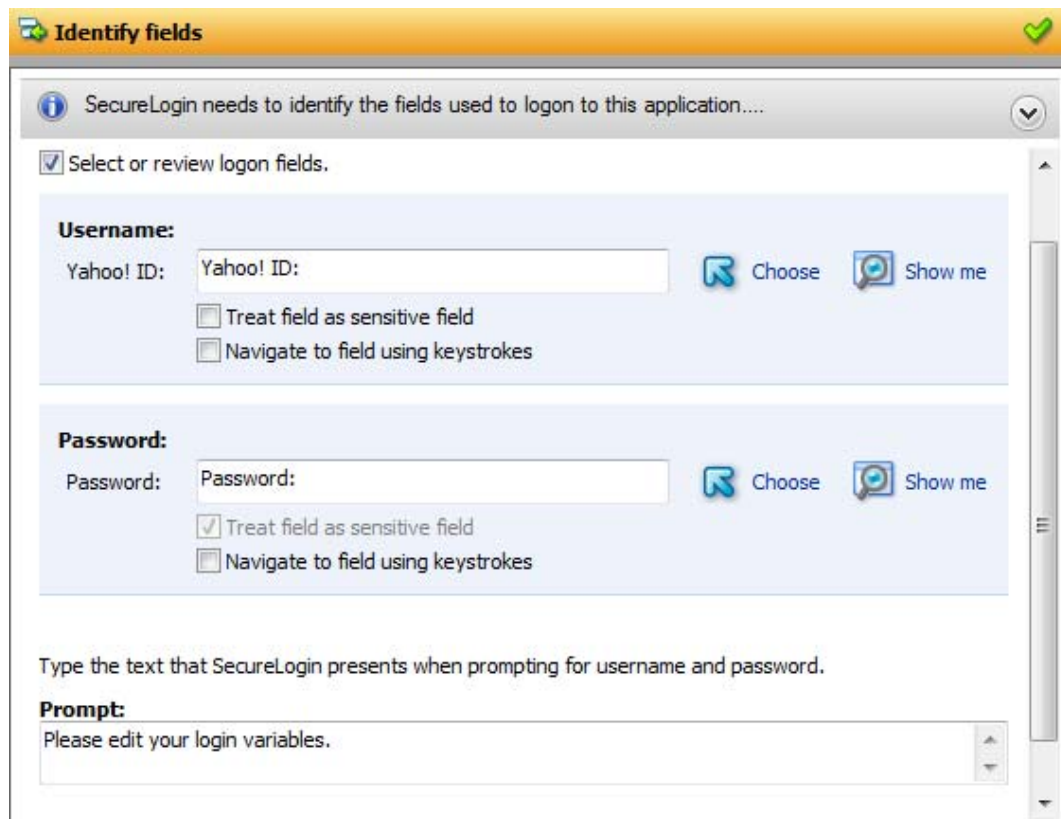 Identify fields
SecureLogin needs to identify the fields used to logon to this application....
Select or review logon fields.
Username:
Yahoo! ID: Yahoo! ID: Choose Show me
Treat field as sensitive field
Navigate to field using keystrokes
Password:
Password: Password: Choose Show me
Treat field as sensitive field
Navigate to field using keystrokes
Type the text that SecureLogin presents when prompting for username and password.
Prompt:
Please edit your login variables.